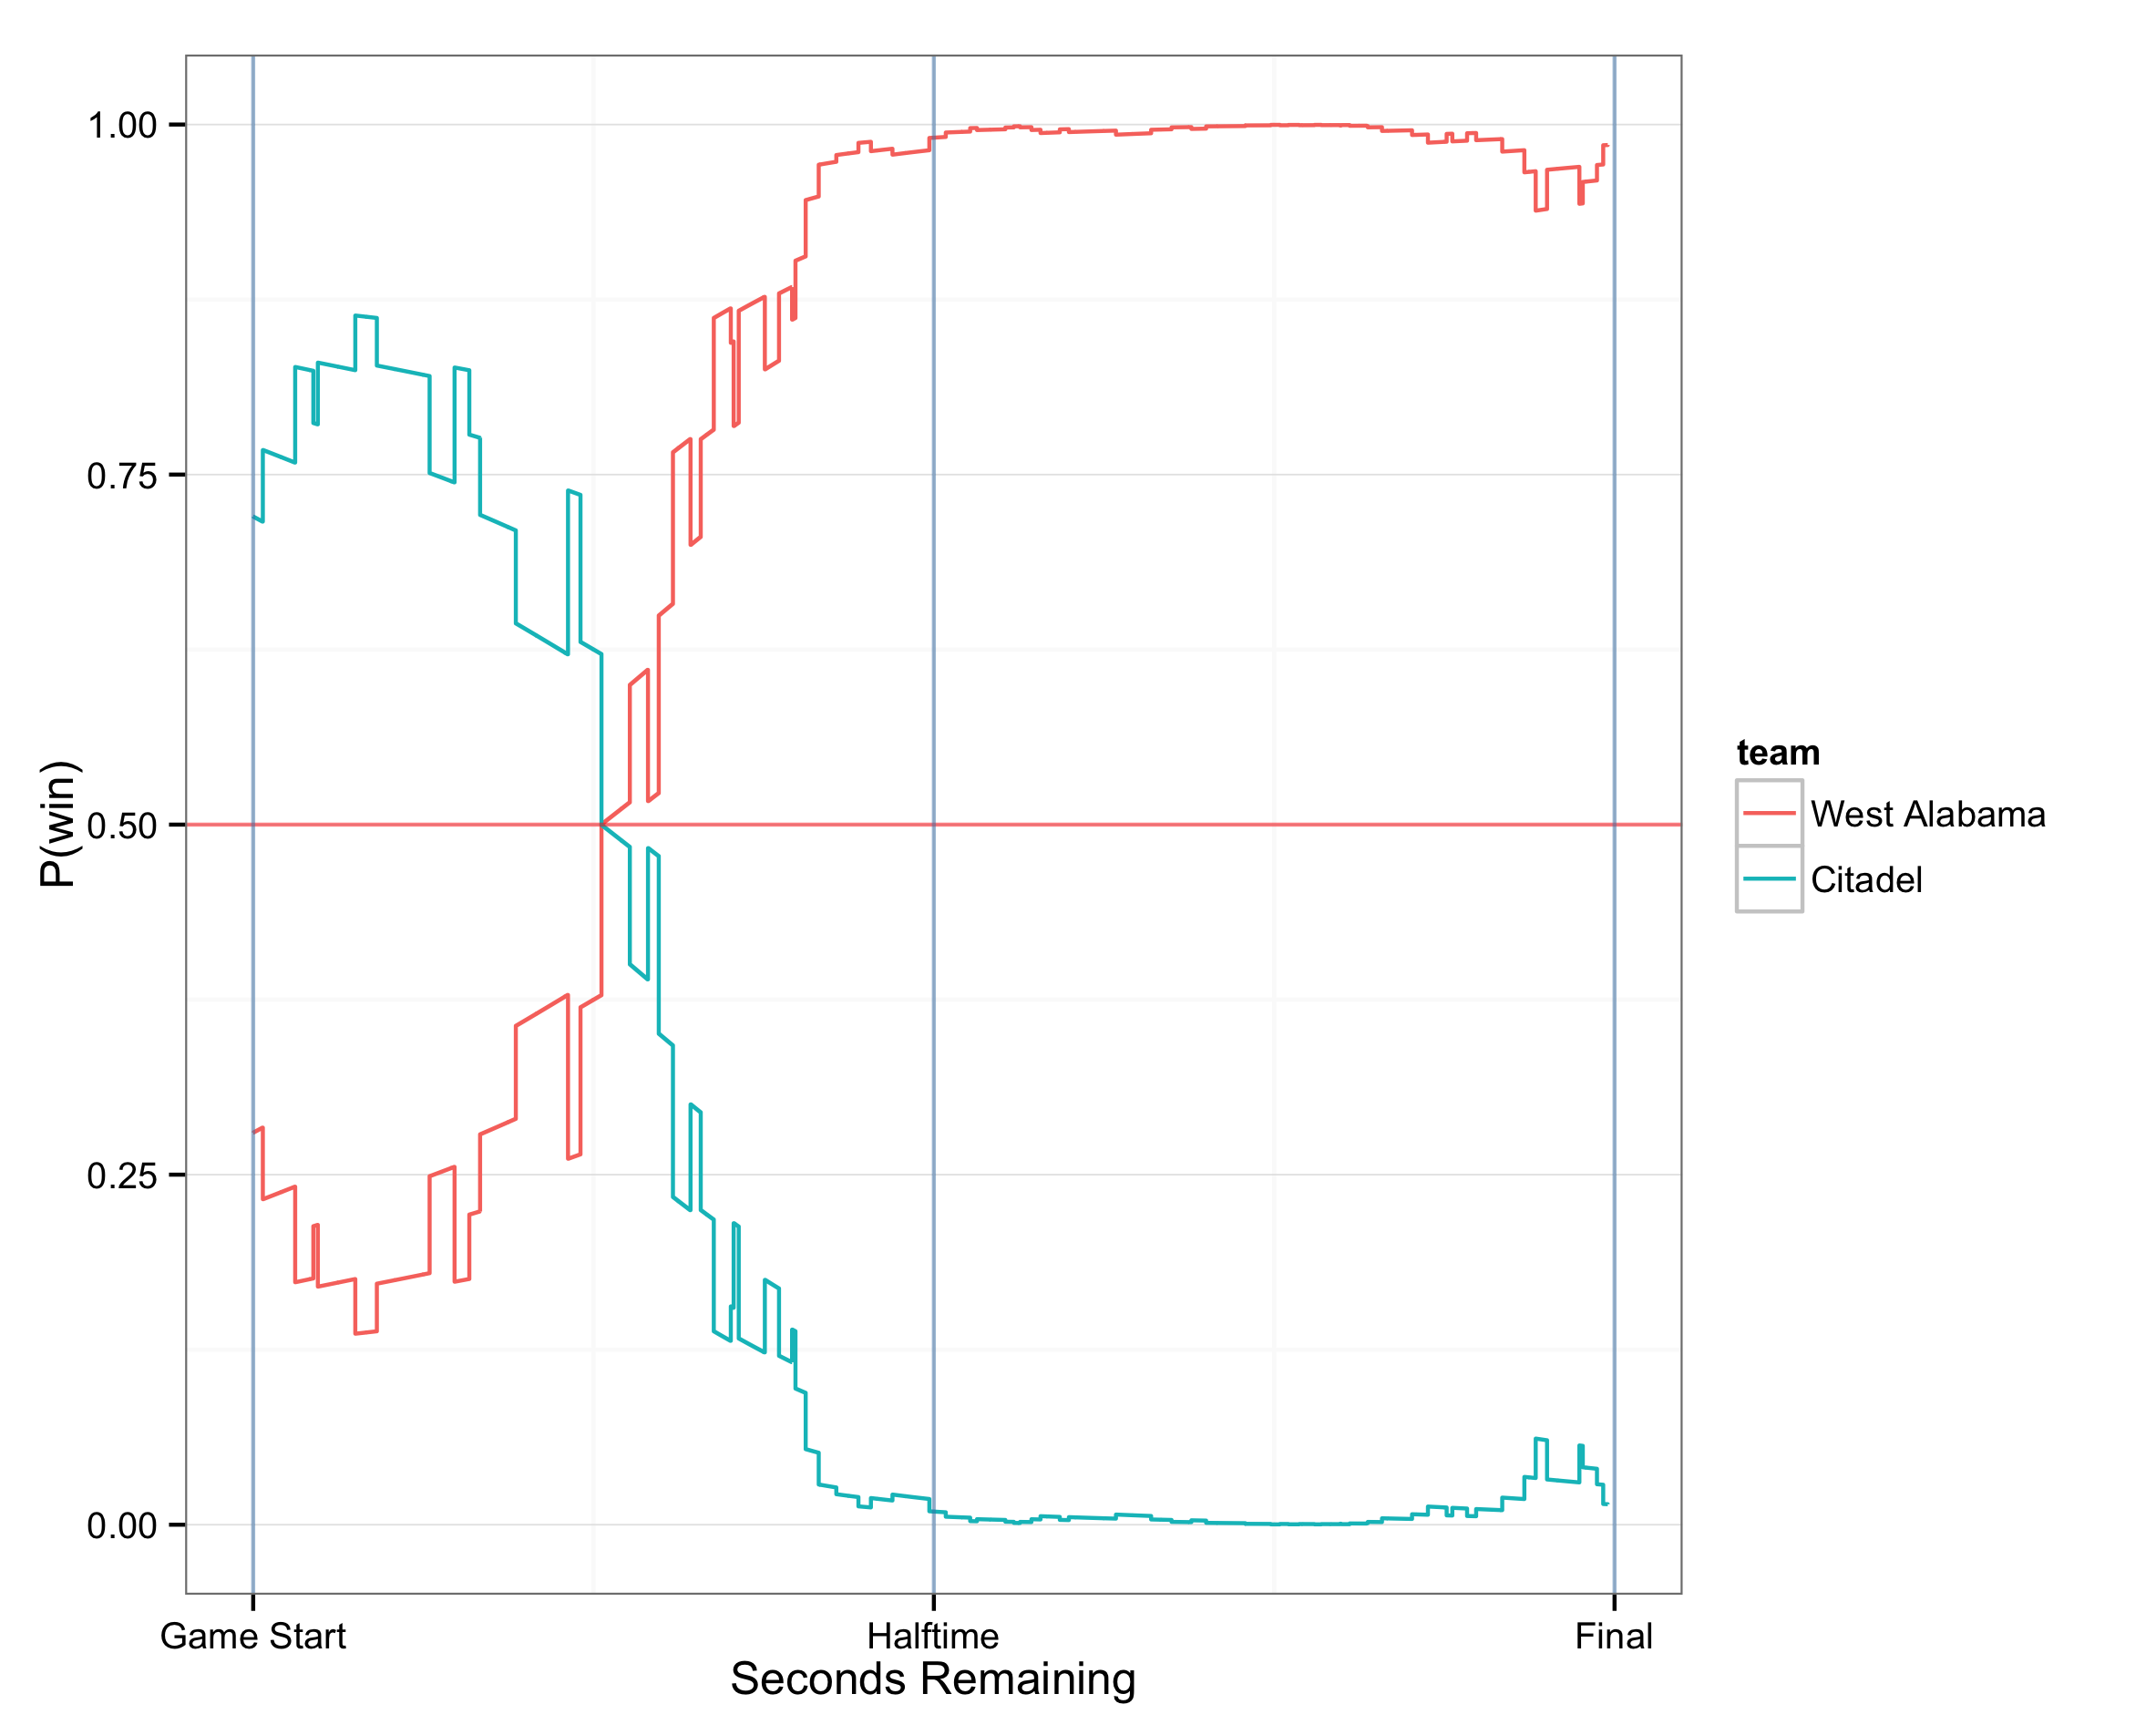 1.00
0.75
0.50
0.25
0.00
P(win)
Game Start
Halftime
Final
Seconds Remaining
team
West Alabama
Citadel